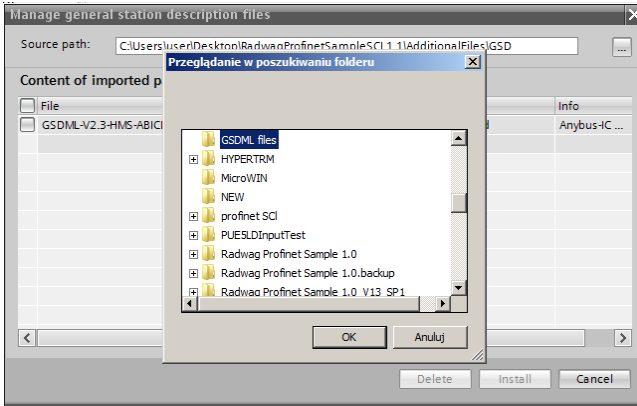 Manage general station description files
Source path: C:\Users\user\Desktop\RadwagProfinetSampleSCL1.1\AdditionalFiles\GSD ...
Przeglądanie w poszukiwaniu folderu
Content of imported p
File Info
GSDML-V2.3-HMS-ABICI Anybus-IC ...
GSDML files
HYPERTRM
MicroWIN
NEW
profinet SCl
PUE5LDInputTest
Radwag Profinet Sample 1.0
Radwag Profinet Sample 1.0.backup
Radwag Profinet Sample 1.0_V13_SP1
OK Anuluj
Delete Install Cancel